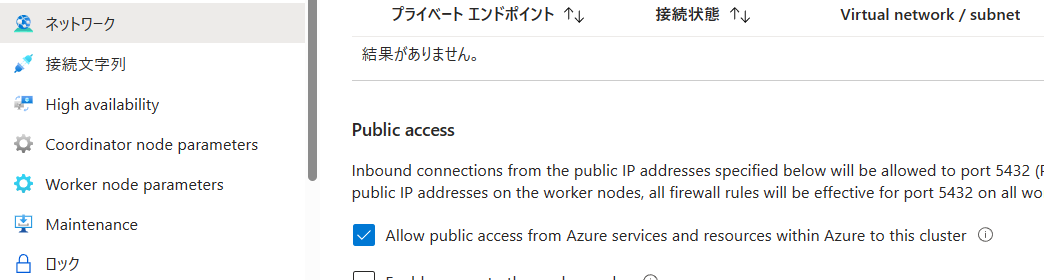 ネットワーク
接続文字列
High availability
Coordinator node parameters
Worker node parameters
Maintenance
ロック
プライベート エンドポイント ↑↓ 接続状態 ↑↓ Virtual network / subnet
結果がありません。
Public access
Inbound connections from the public IP addresses specified below will be allowed to port 5432 (
public IP addresses on the worker nodes, all firewall rules will be effective for port 5432 on all wo
Allow public access from Azure services and resources within Azure to this cluster